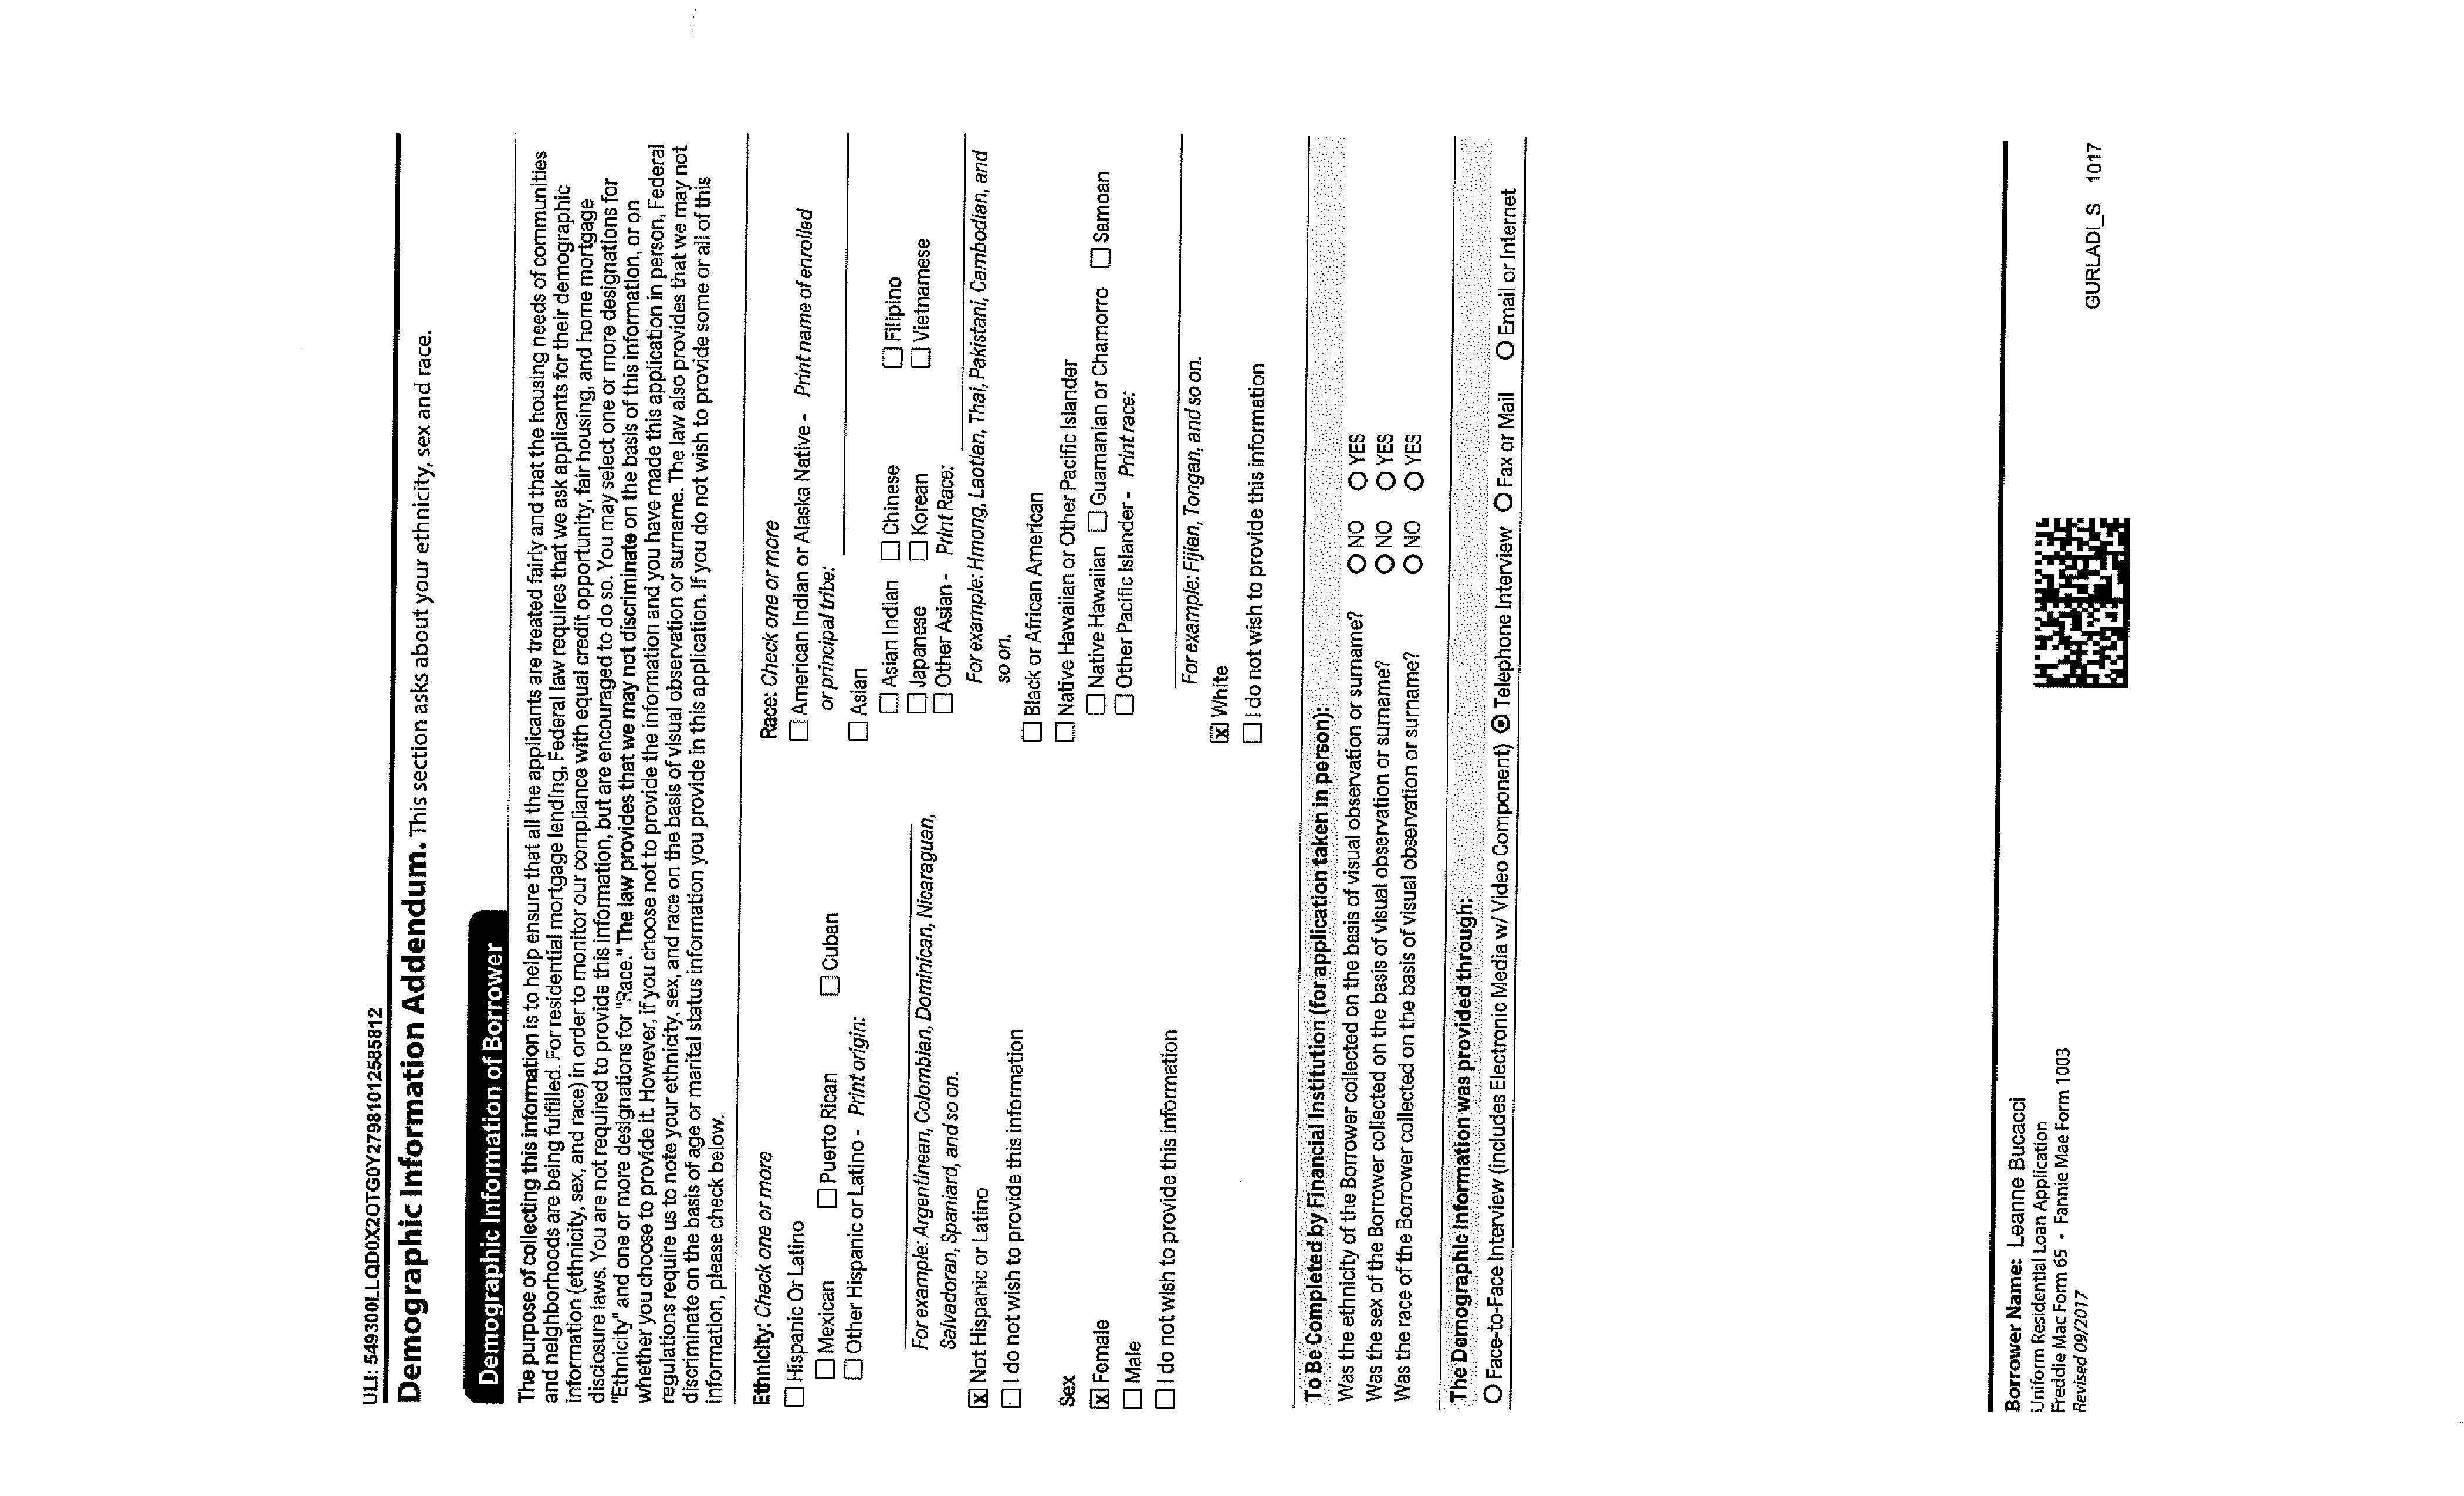 ULI: 549300LLQD0X2OTG0Y27981012585812
Demographic Information Addendum. This section asks about your ethnicity, sex and race.
Demographic Information of Borrower
The purpose of collecting this information is to help ensure that all the applicants are treated fairly and that the housing needs of communities
and neighborhoods are being fulfilled. For residential mortgage lending, Federal law requires that we ask applicants for their demographic
information (ethnicity, sex, and race) in order to monitor our compliance with equal credit opportunity, fair housing, and home mortgage
disclosure laws. You are not required to provide this information, but are encouraged to do so. You may select one or more designations for
"Ethnicity" and one or more designations for "Race." The law provides that we may not discriminate on the basis of this information, or on
whether you choose to provide it. However, if you choose not to provide the information and you have made this application in person, Federal
regulations require us to note your ethnicity, sex, and race on the basis of visual observation or surname. The law also provides that we may not
discriminate on the basis of age or marital status information you provide in this application. If you do not wish to provide some or all of this
information, please check below.
Ethnicity: Check one or more
☐ Hispanic Or Latino
☐ Mexican ☐ Puerto Rican ☐ Cuban
☐ Other Hispanic or Latino - Print origin:
For example: Argentinean, Colombian, Dominican, Nicaraguan,
Salvadoran, Spaniard, and so on.
☒ Not Hispanic or Latino
☐ I do not wish to provide this information
Sex
☒ Female
☐ Male
☐ I do not wish to provide this information
Race: Check one or more
☐ American Indian or Alaska Native - Print name of enrolled
or principal tribe:
☐ Asian
☐ Asian Indian ☐ Chinese ☐ Filipino
☐ Japanese ☐ Korean ☐ Vietnamese
☐ Other Asian - Print Race:
For example: Hmong, Laotian, Thai, Pakistani, Cambodian, and
so on.
☐ Black or African American
☐ Native Hawaiian or Other Pacific Islander
☐ Native Hawaiian ☐ Guamanian or Chamorro ☐ Samoan
☐ Other Pacific Islander - Print race:
For example: Fijian, Tongan, and so on.
☒ White
☐ I do not wish to provide this information
To Be Completed by Financial Institution (for application taken in person):
Was the ethnicity of the Borrower collected on the basis of visual observation or surname? ○ NO ○ YES
Was the sex of the Borrower collected on the basis of visual observation or surname? ○ NO ○ YES
Was the race of the Borrower collected on the basis of visual observation or surname? ○ NO ○ YES
The Demographic Information was provided through:
○ Face-to-Face Interview (includes Electronic Media w/ Video Component) ⦿ Telephone Interview ○ Fax or Mail ○ Email or Internet
Borrower Name: Leanne Bucacci
Uniform Residential Loan Application
Freddie Mac Form 65 • Fannie Mae Form 1003
Revised 09/2017
GURLADI_S 1017